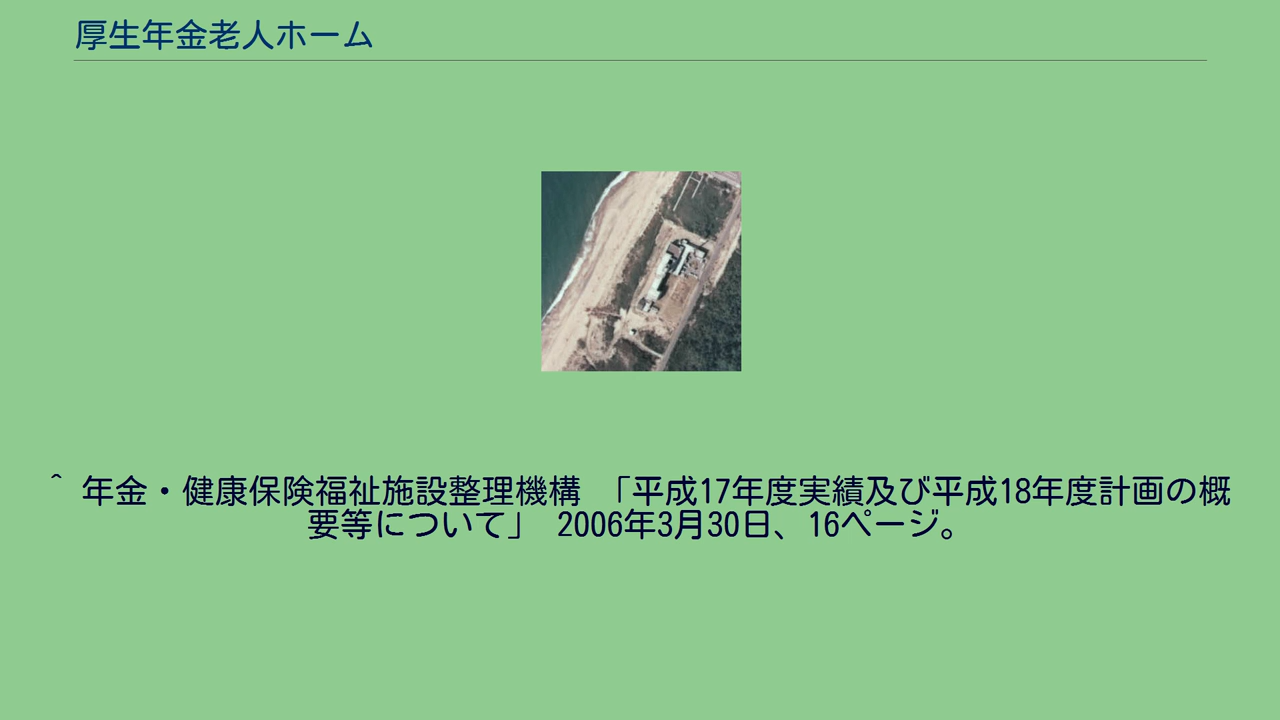 厚生年金老人ホーム
^ 年金・健康保険福祉施設整理機構 「平成17年度実績及び平成18年度計画の概
要等について」 2006年3月30日、16ページ。